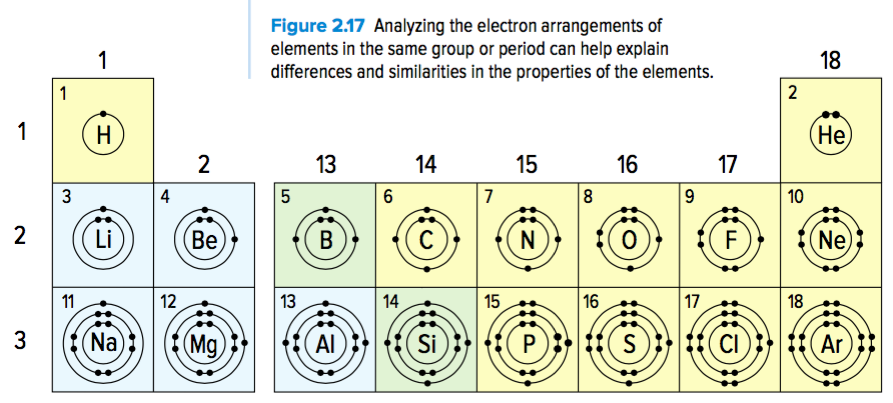 Figure 2.17 Analyzing the electron arrangements of
elements in the same group or period can help explain
differences and similarities in the properties of the elements.
1 18
1 2
1 H He
2 13 14 15 16 17
3 4 5 6 7 8 9 10
2 Li Be B C N O F Ne
11 12 13 14 15 16 17 18
3 Na Mg Al Si P S Cl Ar